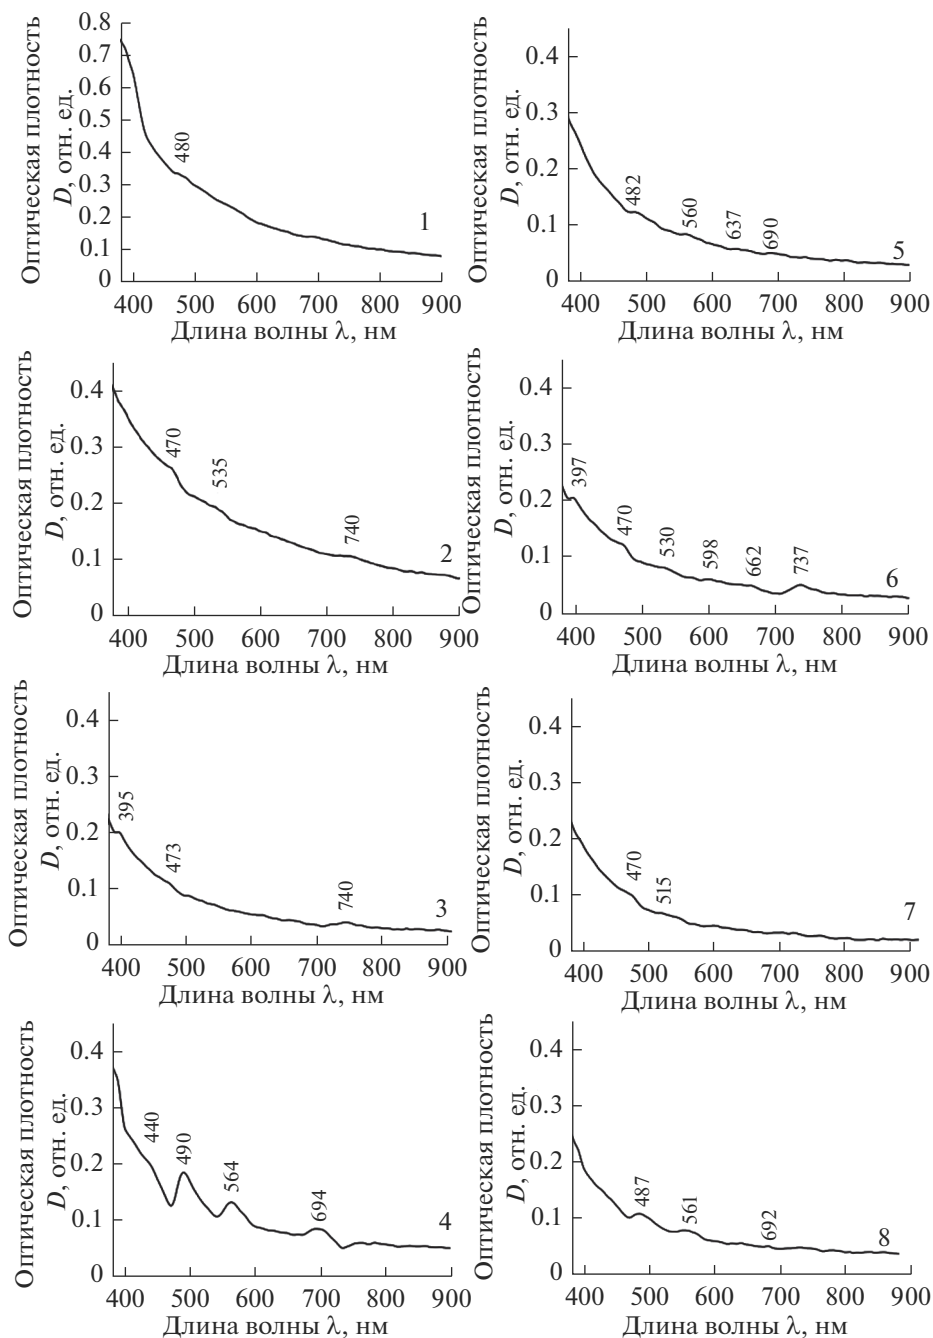 Оптическая плотность
D, отн. ед.
0.8
0.7
0.6
0.5
0.4
0.3
0.2
0.1
0
480
1
400 500 600 700 800 900
Длина волны λ, нм
Оптическая плотность
D, отн. ед.
0.4
0.3
0.2
0.1
0
482
560
637
690
5
400 500 600 700 800 900
Длина волны λ, нм
Оптическая плотность
D, отн. ед.
0.4
0.3
0.2
0.1
0
470
535
740
2
400 500 600 700 800 900
Длина волны λ, нм
Оптическая плотность
D, отн. ед.
0.4
0.3
0.2
0.1
0
397
470
530
598
662
737
6
400 500 600 700 800 900
Длина волны λ, нм
Оптическая плотность
D, отн. ед.
0.4
0.3
0.2
0.1
0
395
473
740
3
400 500 600 700 800 900
Длина волны λ, нм
Оптическая плотность
D, отн. ед.
0.4
0.3
0.2
0.1
0
470
515
7
400 500 600 700 800 900
Длина волны λ, нм
Оптическая плотность
D, отн. ед.
0.4
0.3
0.2
0.1
0
440
490
564
694
4
400 500 600 700 800 900
Длина волны λ, нм
Оптическая плотность
D, отн. ед.
0.4
0.3
0.2
0.1
0
487
561
692
8
400 500 600 700 800 900
Длина волны λ, нм